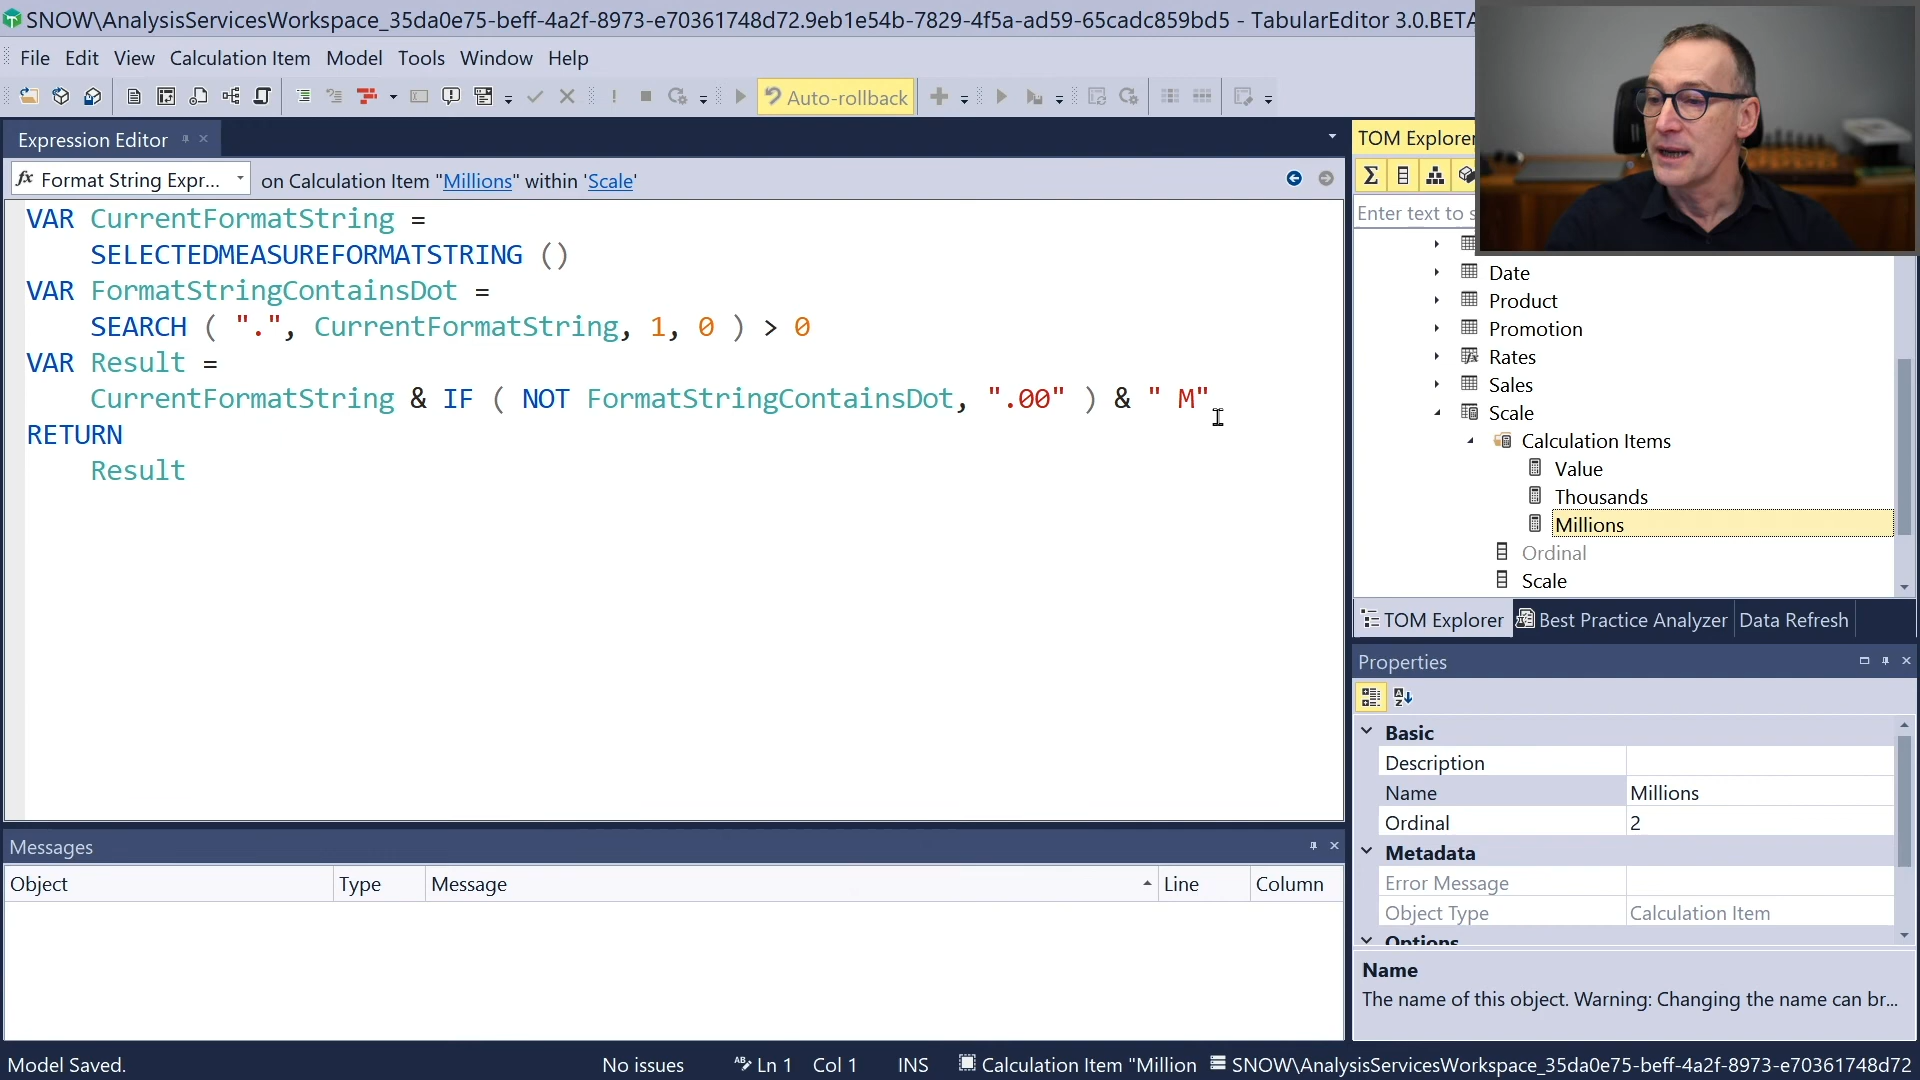 SNOW\AnalysisServicesWorkspace_35da0e75-beff-4a2f-8973-e70361748d72.9eb1e54b-7829-4f5a-ad59-65cadc859bd5 - TabularEditor 3.0.BETA
File Edit View Calculation Item Model Tools Window Help
Auto-rollback
Expression Editor
fx Format String Expr... on Calculation Item "Millions" within 'Scale'
VAR CurrentFormatString =
SELECTEDMEASUREFORMATSTRING ()
VAR FormatStringContainsDot =
SEARCH ( ".", CurrentFormatString, 1, 0 ) > 0
VAR Result =
CurrentFormatString & IF ( NOT FormatStringContainsDot, ".00" ) & " M"
RETURN
Result
TOM Explorer
Enter text to s
Date
Product
Promotion
Rates
Sales
Scale
Calculation Items
Value
Thousands
Millions
Ordinal
Scale
TOM Explorer Best Practice Analyzer Data Refresh
Properties
Basic
Description
Name Millions
Ordinal 2
Metadata
Error Message
Object Type Calculation Item
Options
Name
The name of this object. Warning: Changing the name can br...
Messages
Object Type Message Line Column
Model Saved. No issues Ln 1 Col 1 INS Calculation Item "Million SNOW\AnalysisServicesWorkspace_35da0e75-beff-4a2f-8973-e70361748d72